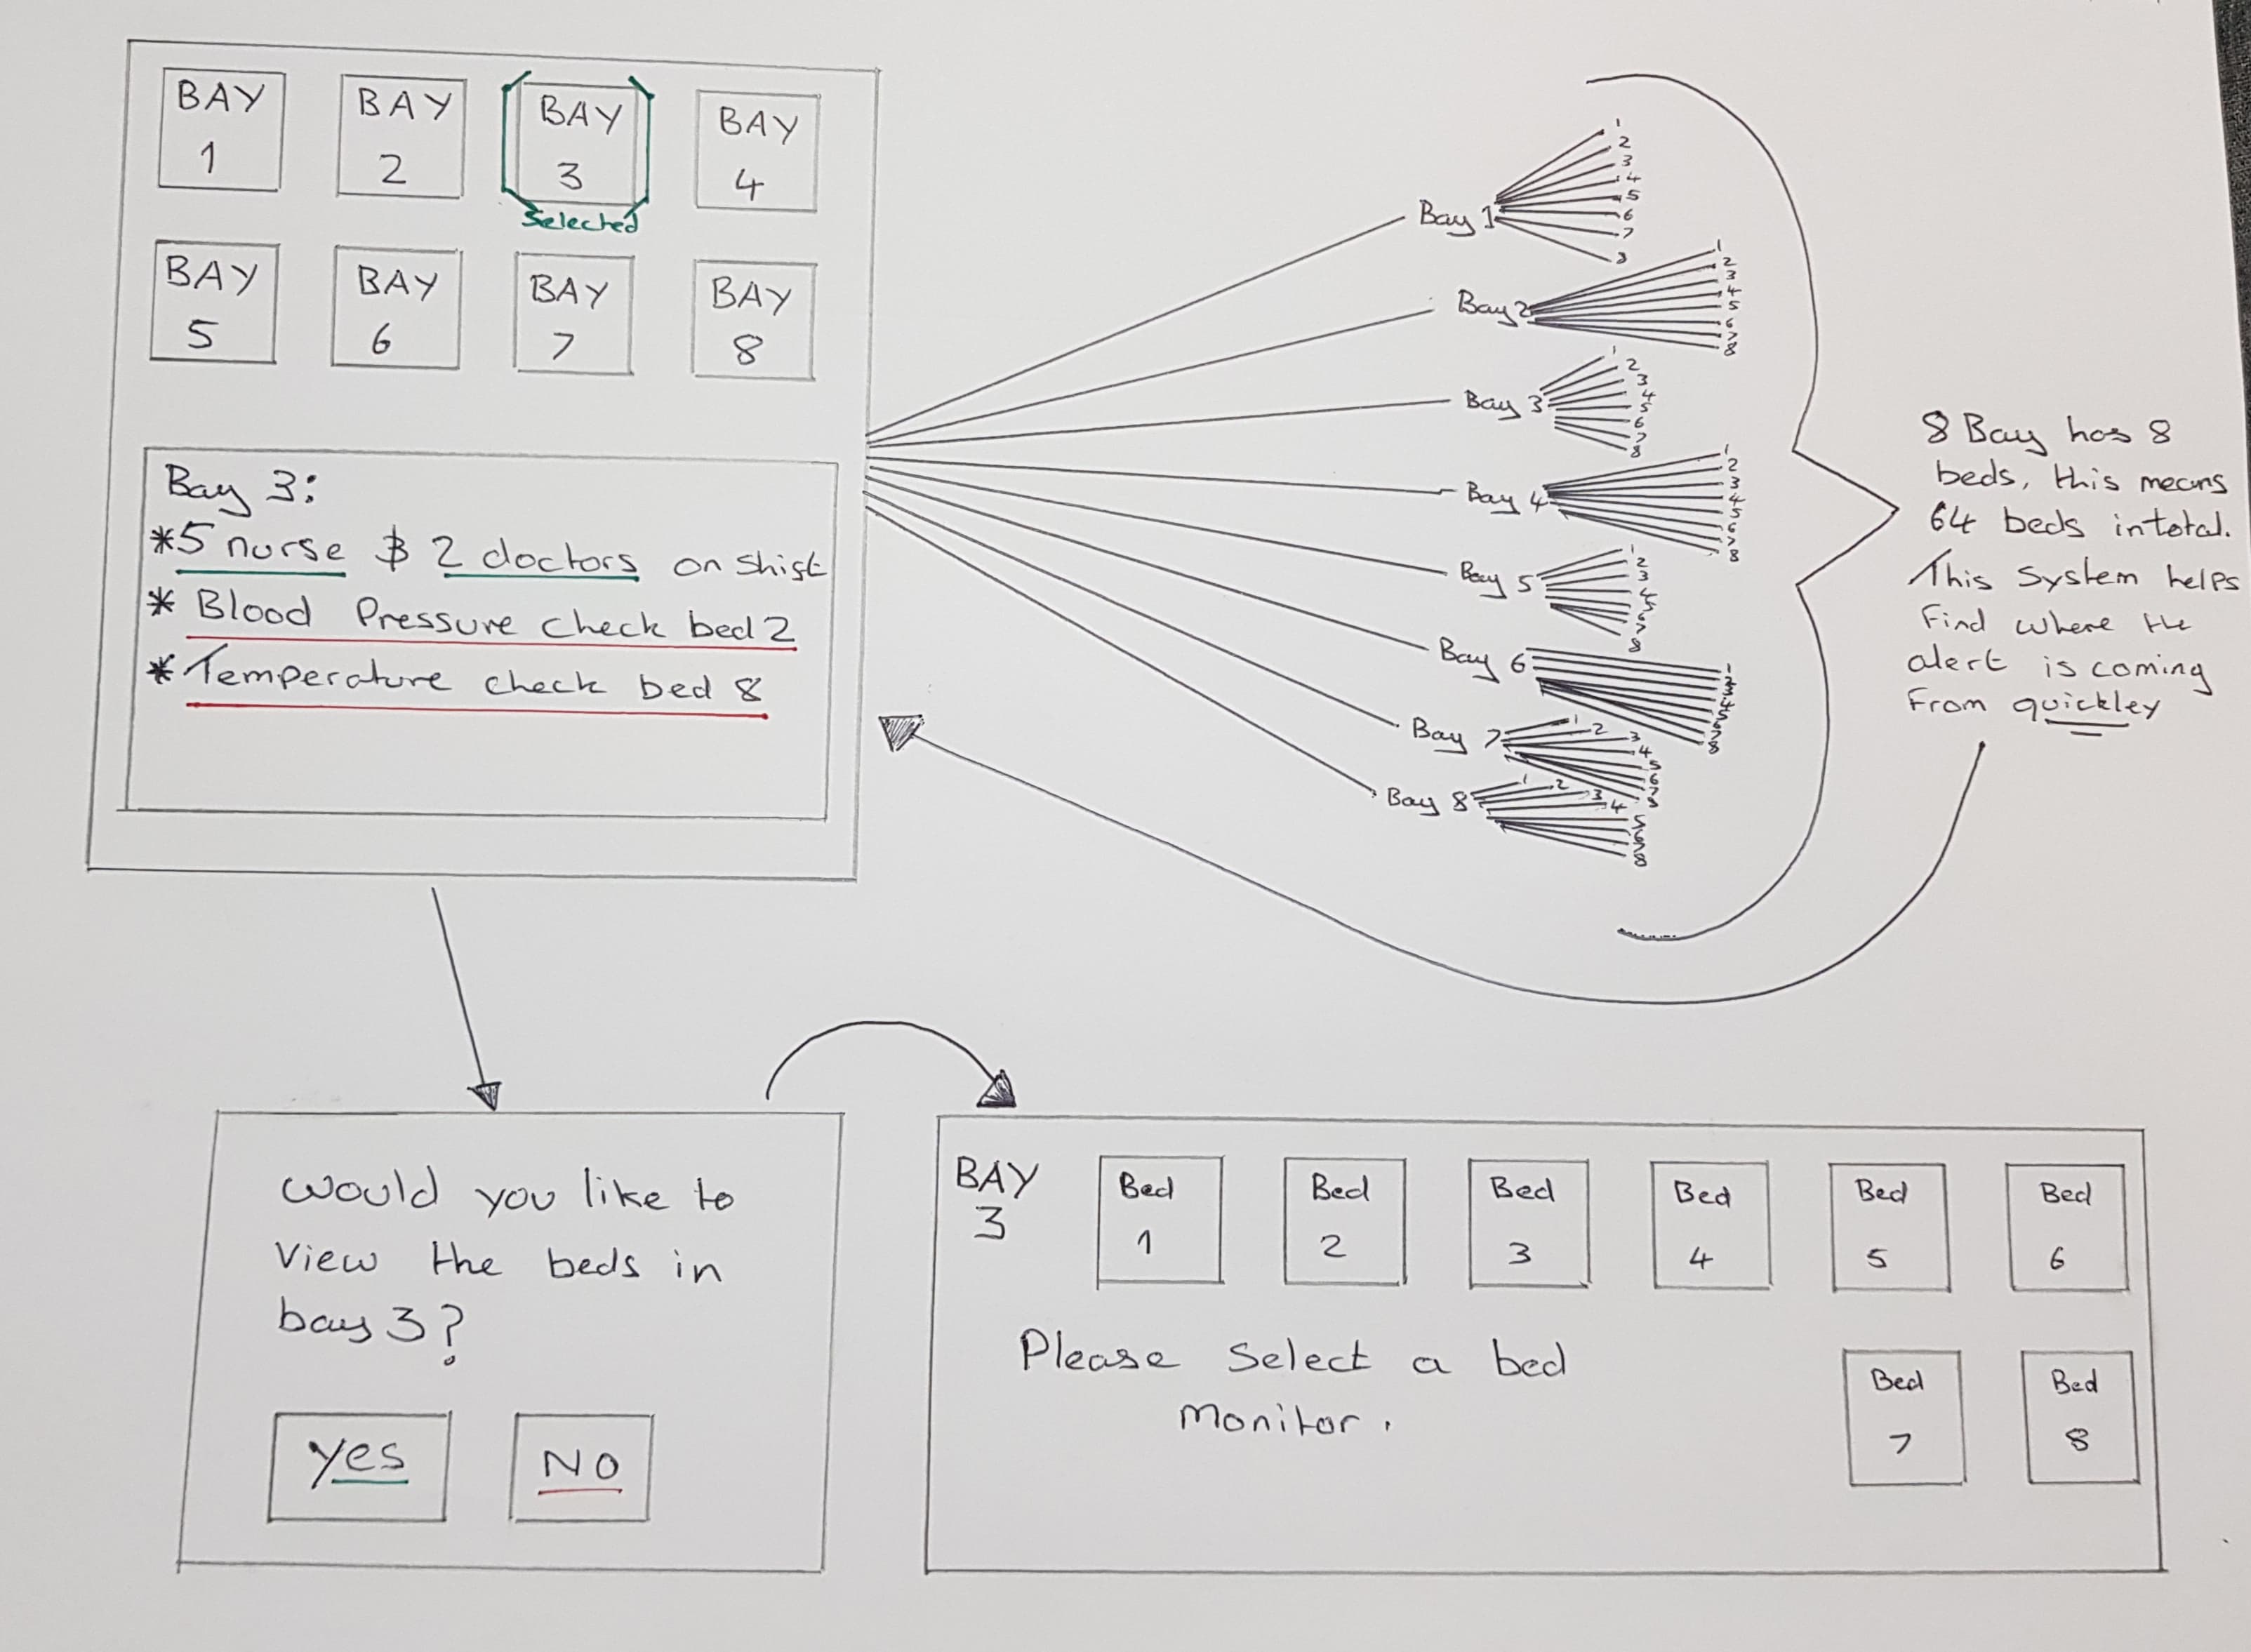 BAY
1
BAY
2
BAY
3
Selected
BAY
4
BAY
5
BAY
6
BAY
7
BAY
8
Bay 3:
*5 nurse $ 2 doctors on shift
* Blood Pressure check bed 2
* Temperature check bed 8
Bay 1
1
2
3
4
5
6
7
8
Bay 2
1
2
3
4
5
6
7
8
Bay 3
1
2
3
4
5
6
7
8
Bay 4
1
2
3
4
5
6
7
8
Bay 5
1
2
3
4
5
6
7
8
Bay 6
1
2
3
4
5
6
7
8
Bay 7
1
2
3
4
5
6
7
8
Bay 8
1
2
3
4
5
6
7
8
8 Bay has 8
beds, this means
64 beds in total.
This System helps
Find where the
alert is coming
From quickley
Would you like to
View the beds in
bay 3?
Yes
No
BAY
3
Bed
1
Bed
2
Bed
3
Bed
4
Bed
5
Bed
6
Please Select a bed
Monitor.
Bed
7
Bed
8